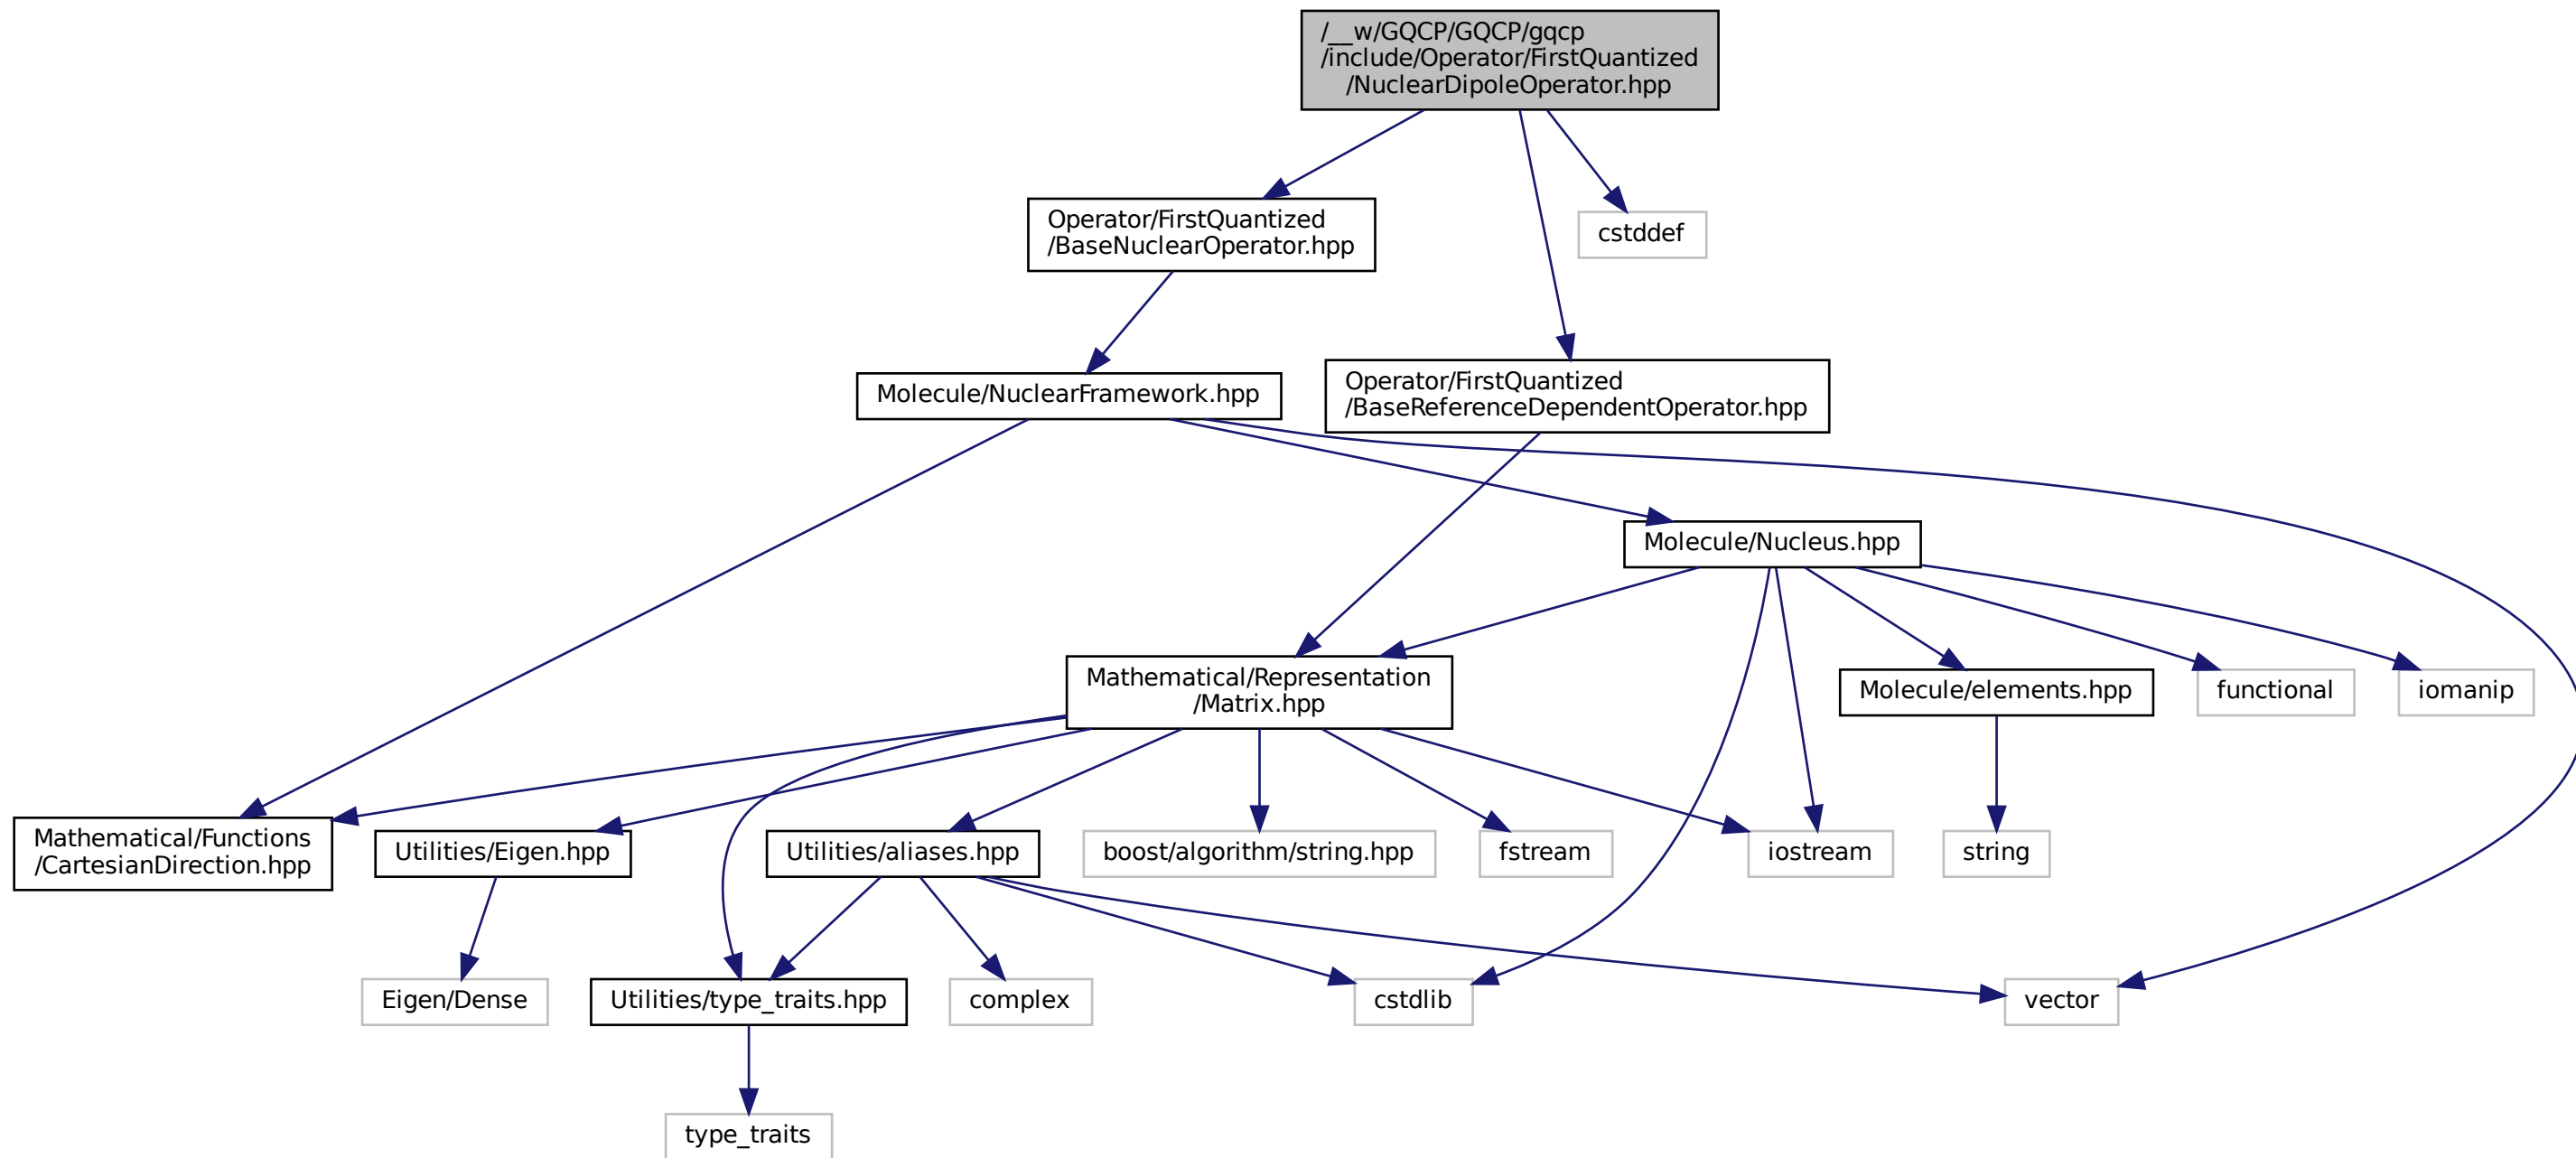 /__w/GQCP/GQCP/gqcp
/include/Operator/FirstQuantized
/NuclearDipoleOperator.hpp
Operator/FirstQuantized
/BaseNuclearOperator.hpp
cstddef
Molecule/NuclearFramework.hpp
Operator/FirstQuantized
/BaseReferenceDependentOperator.hpp
Molecule/Nucleus.hpp
Mathematical/Representation
/Matrix.hpp
Molecule/elements.hpp
functional
iomanip
Mathematical/Functions
/CartesianDirection.hpp
Utilities/Eigen.hpp
Utilities/aliases.hpp
boost/algorithm/string.hpp
fstream
iostream
string
Eigen/Dense
Utilities/type_traits.hpp
complex
cstdlib
vector
type_traits